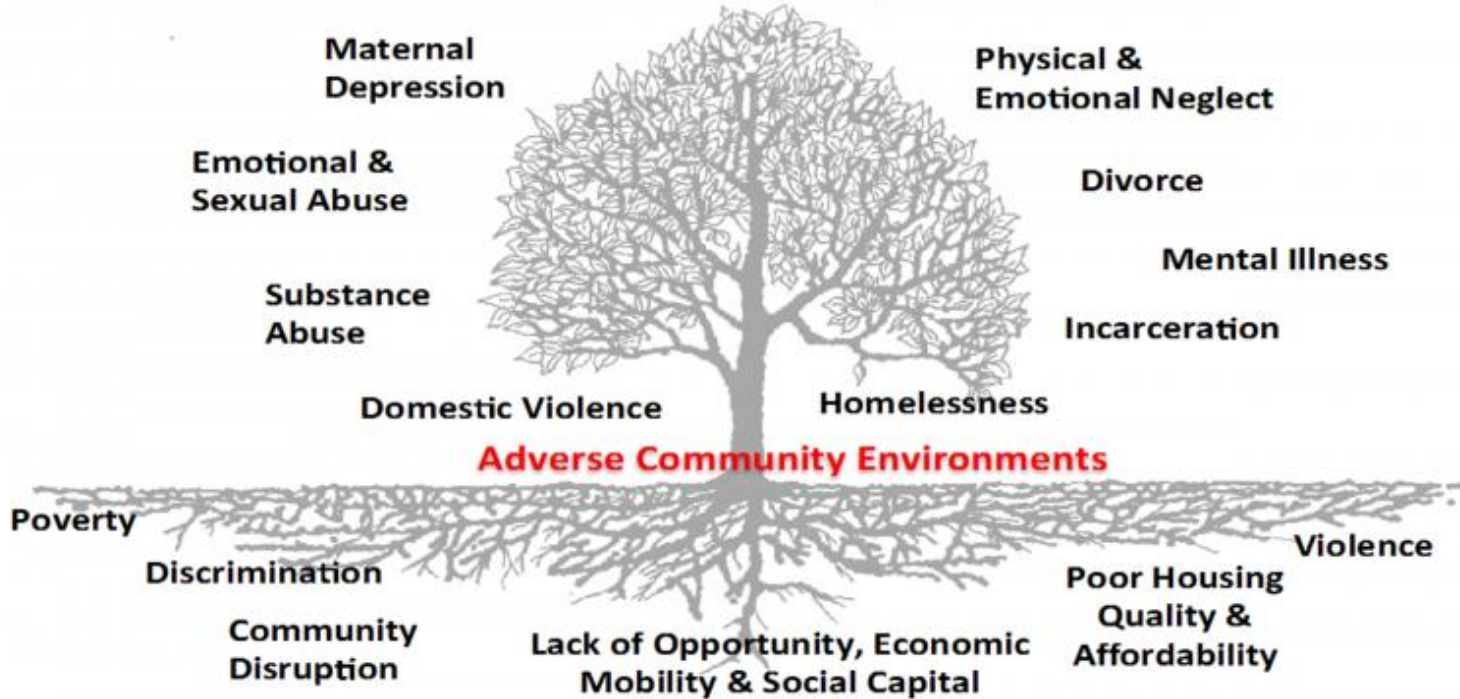 Maternal
Depression
Physical &
Emotional Neglect
Emotional &
Sexual Abuse
Divorce
Mental Illness
Substance
Abuse
Incarceration
Domestic Violence
Homelessness
Adverse Community Environments
Poverty
Violence
Discrimination
Poor Housing
Quality &
Affordability
Community
Disruption
Lack of Opportunity, Economic
Mobility & Social Capital